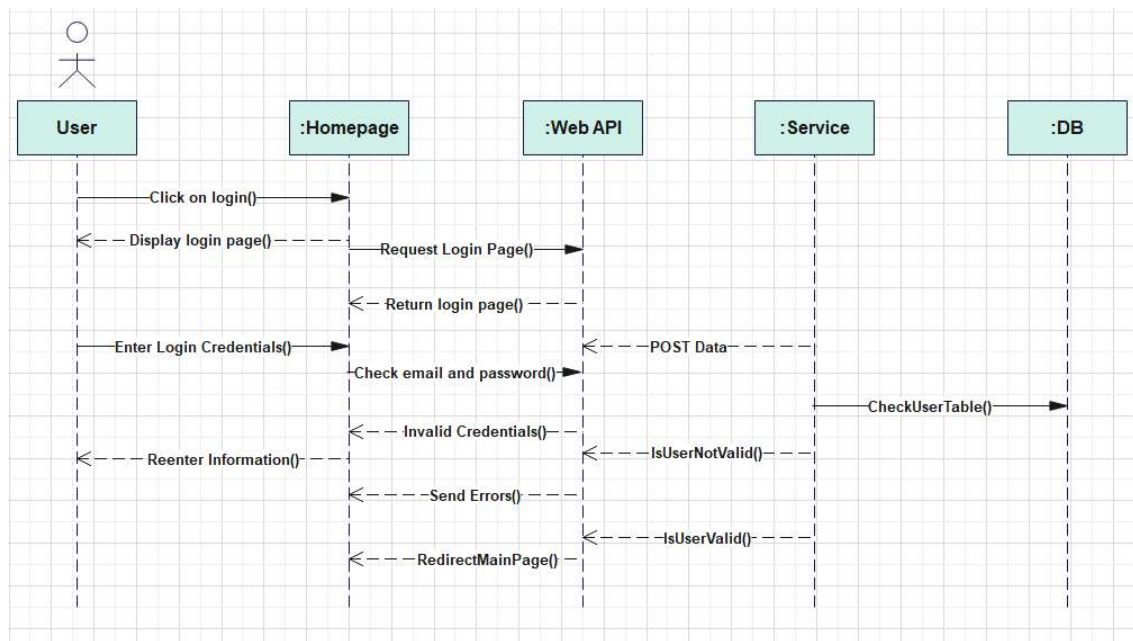 User
:Homepage
:Web API
:Service
:DB
Click on login()
Display login page()
Request Login Page()
Return login page()
Enter Login Credentials()
POST Data
Check email and password()
CheckUserTable()
Invalid Credentials()
IsUserNotValid()
Reenter Information()
Send Errors()
IsUserValid()
RedirectMainPage()